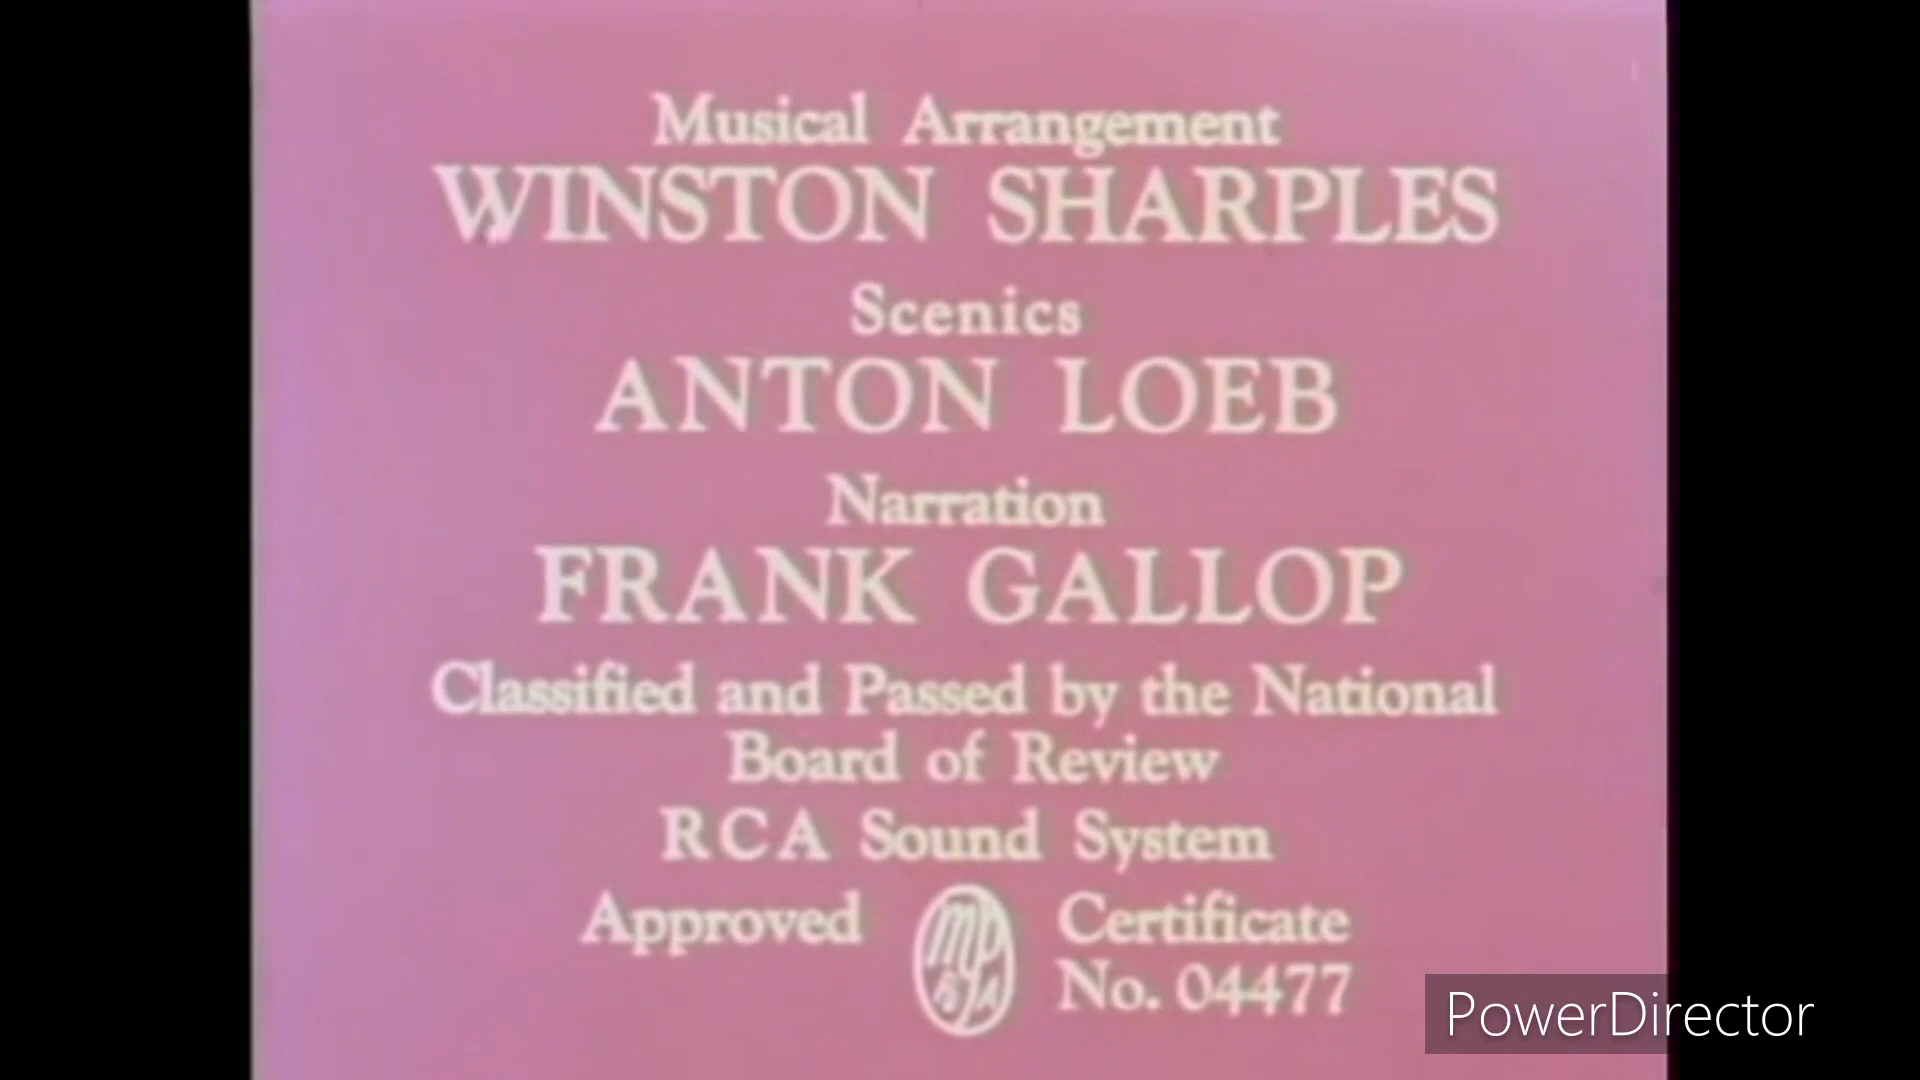 Musical Arrangement
WINSTON SHARPLES
Scenics
ANTON LOEB
Narration
FRANK GALLOP
Classified and Passed by the National
Board of Review
RCA Sound System
Approved
Certificate
No. 04477
PowerDirector